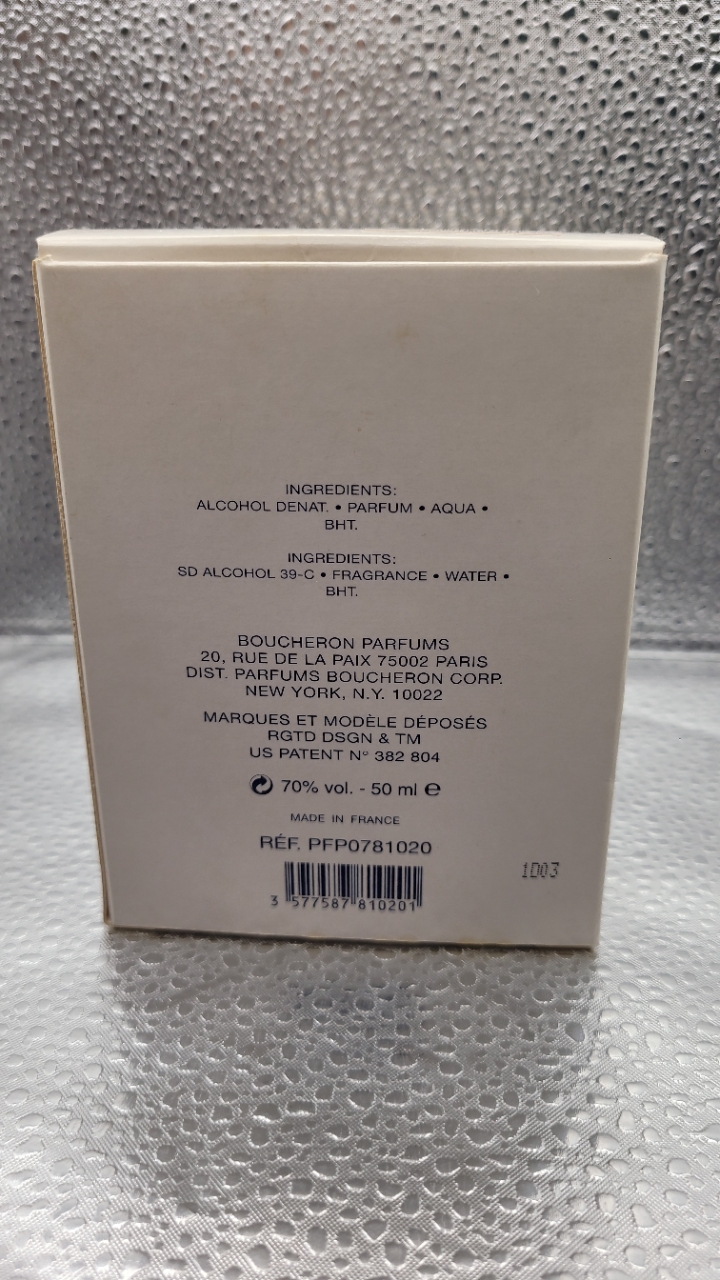 INGREDIENTS:
ALCOHOL DENAT. • PARFUM • AQUA •
BHT.
INGREDIENTS:
SD ALCOHOL 39-C • FRAGRANCE • WATER •
BHT.
BOUCHERON PARFUMS
20, RUE DE LA PAIX 75002 PARIS
DIST. PARFUMS BOUCHERON CORP.
NEW YORK, N.Y. 10022
MARQUES ET MODÈLE DÉPOSÉS
RGTD DSGN & TM
US PATENT N° 382 804
70% vol. - 50 ml e
MADE IN FRANCE
RÉF. PFP0781020
1D03
3 577587 810201